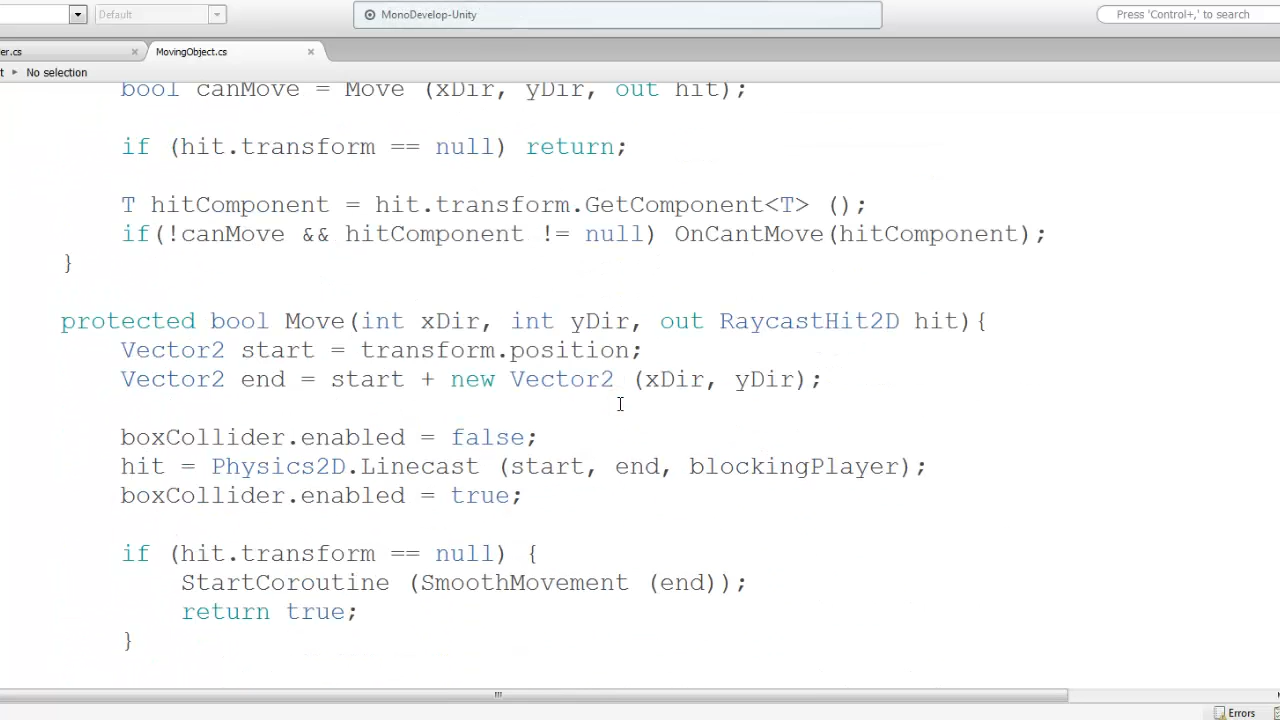 Default
MonoDevelop-Unity
Press 'Control+,' to search
er.cs
MovingObject.cs
t
No selection
bool canMove = Move (xDir, yDir, out hit);
if (hit.transform == null) return;
T hitComponent = hit.transform.GetComponent<T> ();
if(!canMove && hitComponent != null) OnCantMove(hitComponent);
}
protected bool Move(int xDir, int yDir, out RaycastHit2D hit){
Vector2 start = transform.position;
Vector2 end = start + new Vector2 (xDir, yDir);
boxCollider.enabled = false;
hit = Physics2D.Linecast (start, end, blockingPlayer);
boxCollider.enabled = true;
if (hit.transform == null) {
StartCoroutine (SmoothMovement (end));
return true;
}
Errors